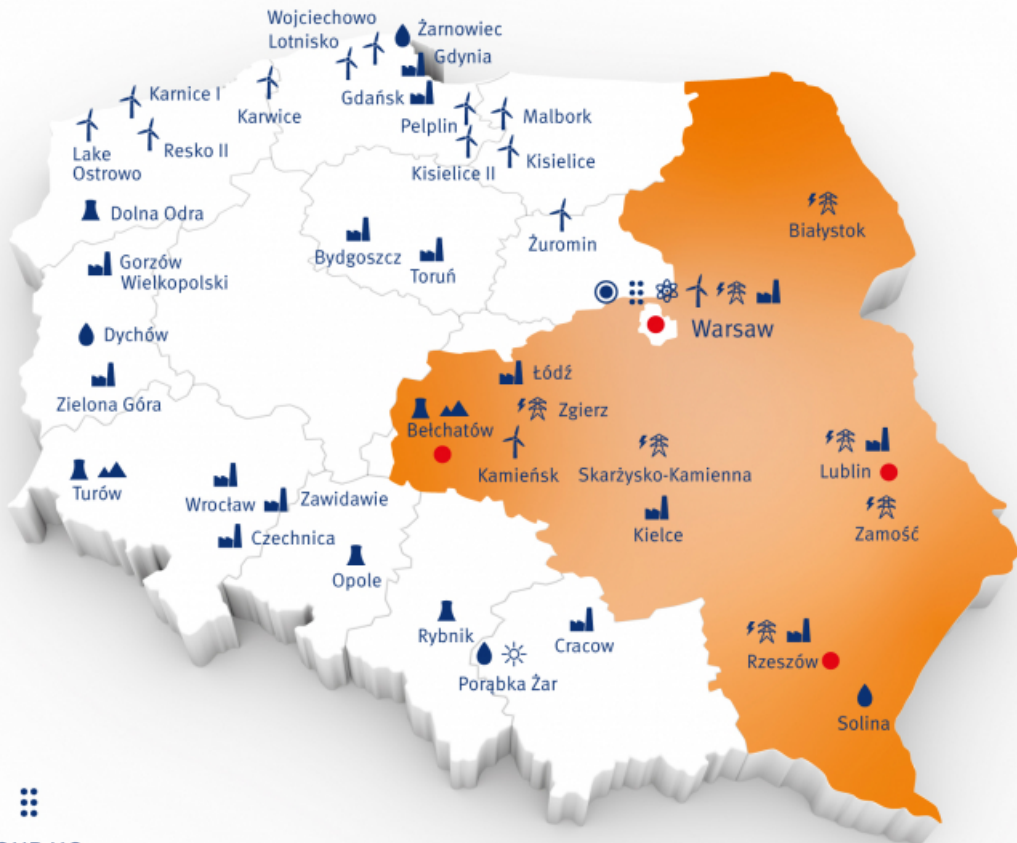 Wojciechowo
Lotnisko
Żarnowiec
Gdynia
Karnice I
Gdańsk
Karwice
Pelplin
Malbork
Lake
Ostrowo
Resko II
Kisielice
Kisielice II
Dolna Odra
Białystok
Żuromin
Bydgoszcz
Toruń
Gorzów
Wielkopolski
Warsaw
Dychów
Łódź
Zielona Góra
Zgierz
Bełchatów
Kamieńsk
Skarżysko-Kamienna
Lublin
Turów
Wrocław
Zawidawie
Kielce
Zamość
Czechnica
Opole
Rybnik
Cracow
Rzeszów
Porąbka Żar
Solina